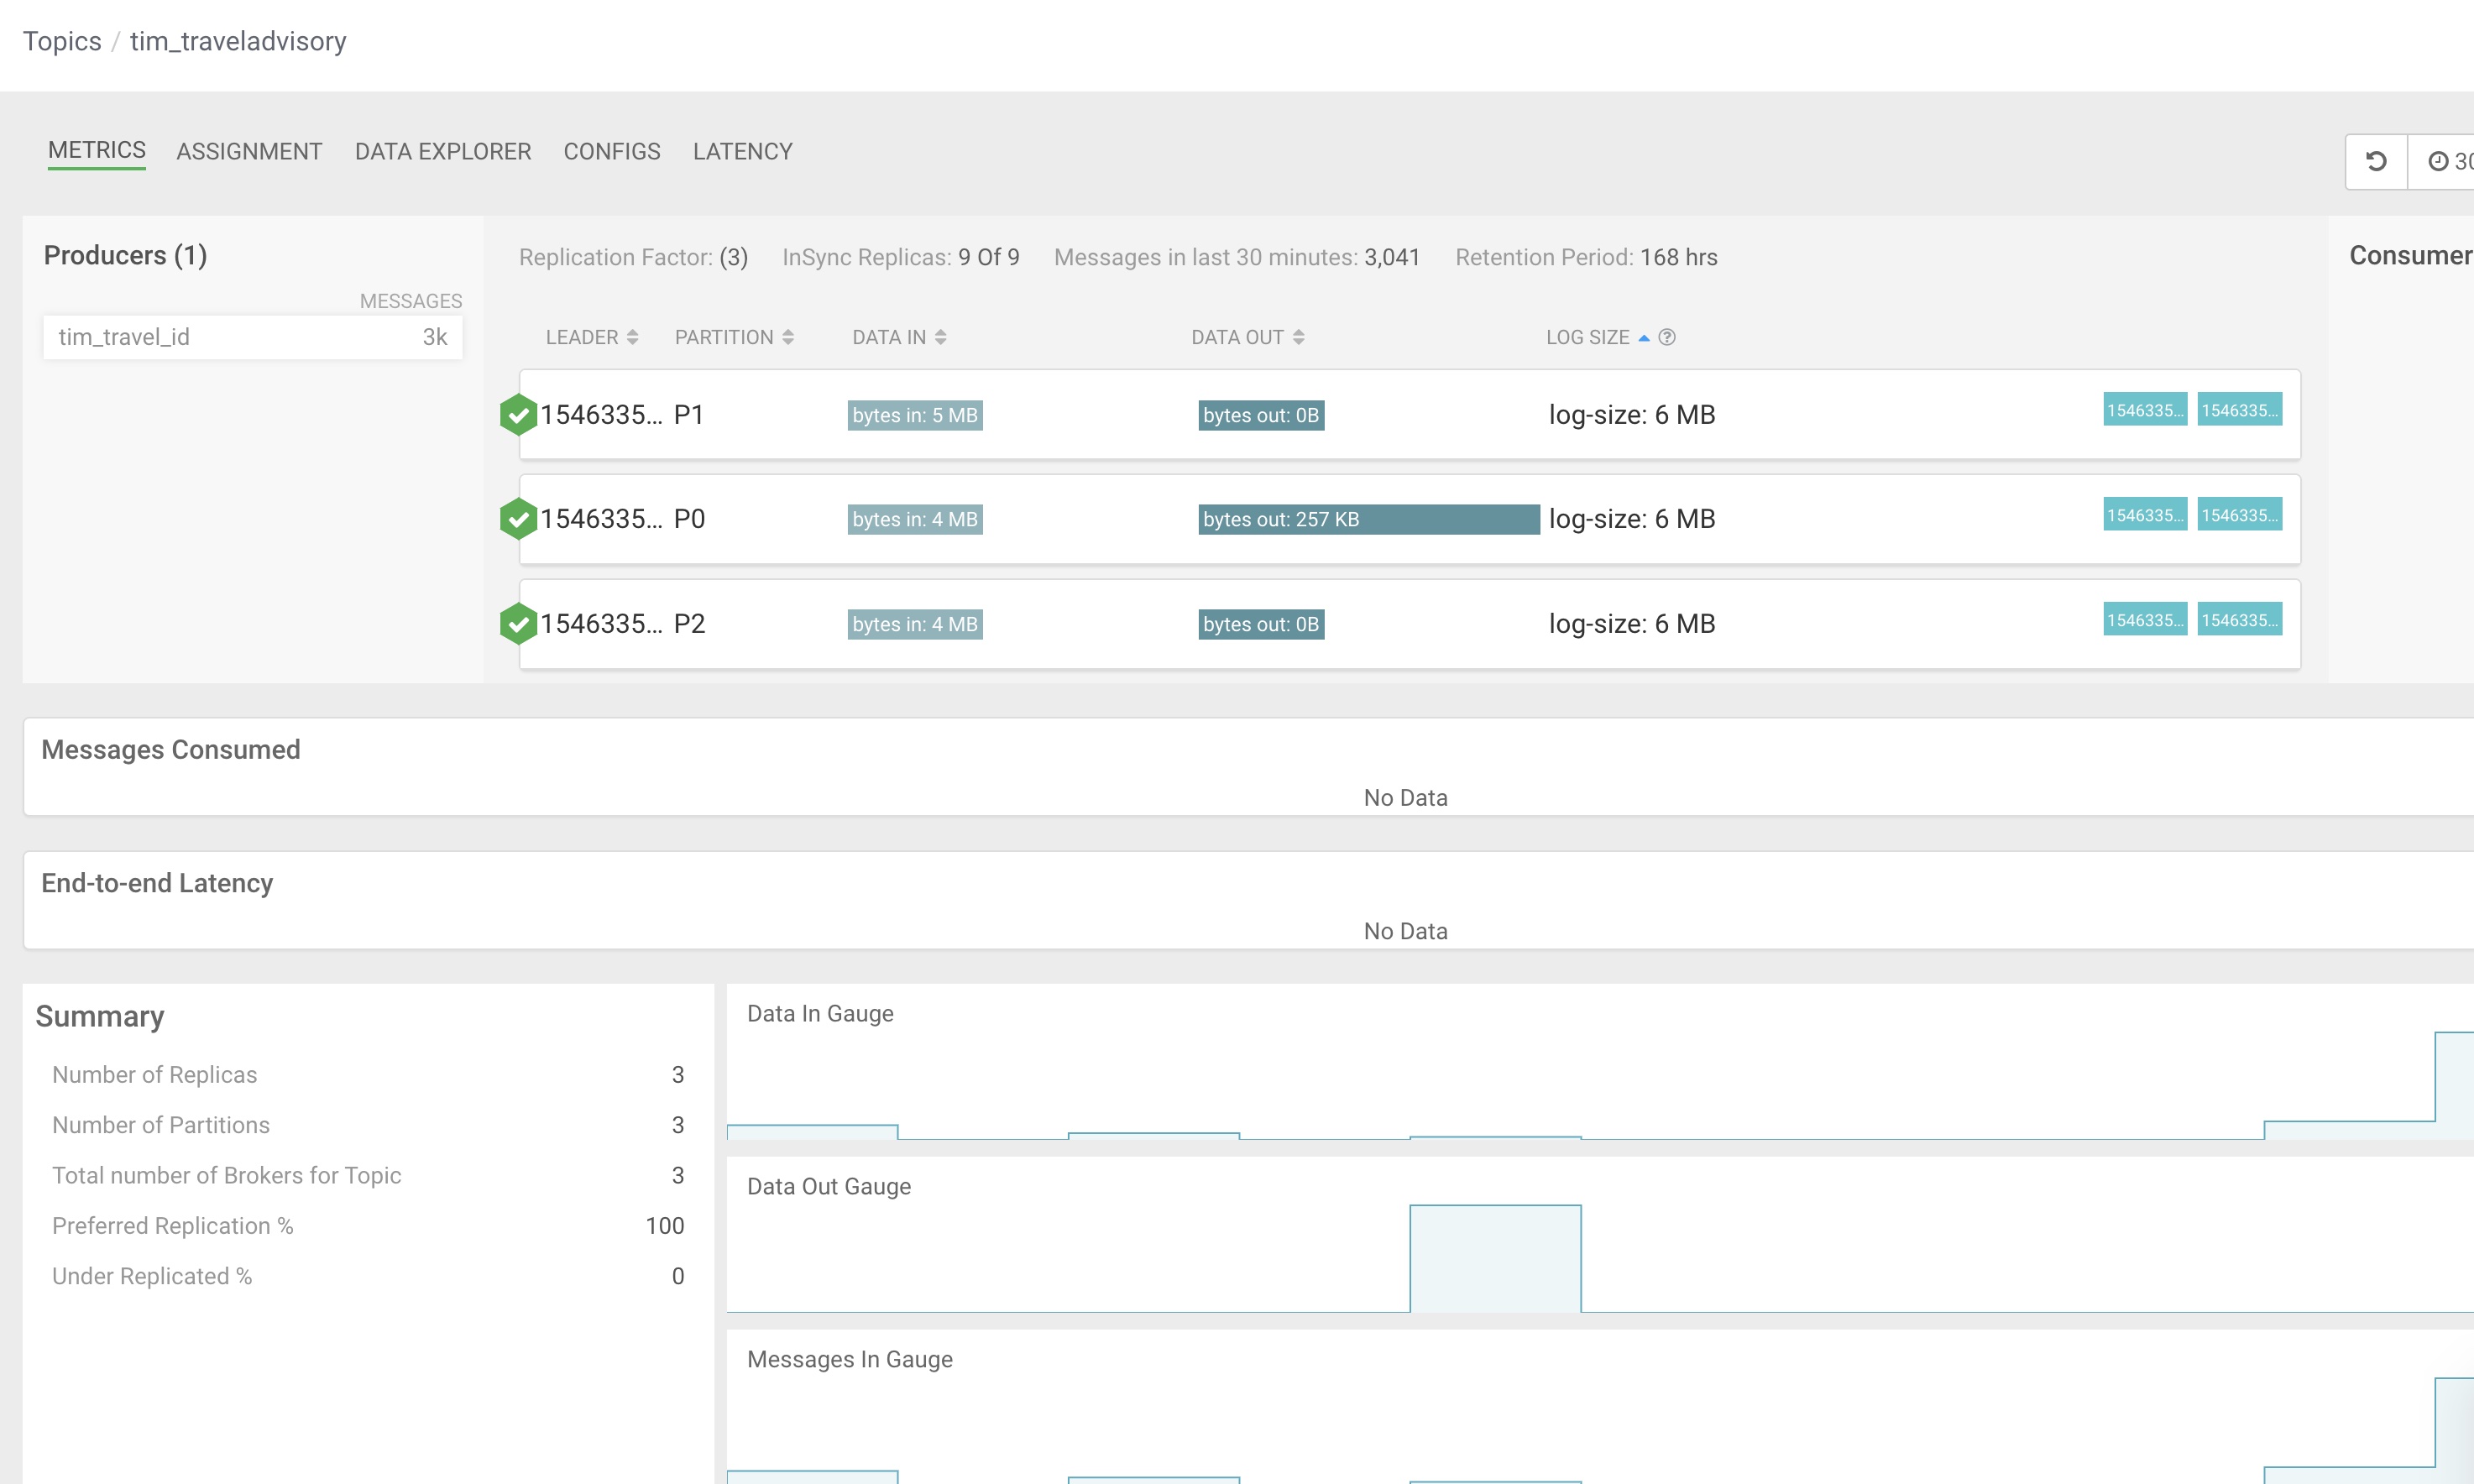 Topics / tim_traveladvisory
METRICS ASSIGNMENT DATA EXPLORER CONFIGS LATENCY
30
Producers (1)
MESSAGES
tim_travel_id 3k
Replication Factor: (3) InSync Replicas: 9 Of 9 Messages in last 30 minutes: 3,041 Retention Period: 168 hrs
LEADER PARTITION DATA IN DATA OUT LOG SIZE
1546335... P1 bytes in: 5 MB bytes out: 0B log-size: 6 MB 1546335... 1546335...
1546335... P0 bytes in: 4 MB bytes out: 257 KB log-size: 6 MB 1546335... 1546335...
1546335... P2 bytes in: 4 MB bytes out: 0B log-size: 6 MB 1546335... 1546335...
Consumer
Messages Consumed
No Data
End-to-end Latency
No Data
Summary
Number of Replicas 3
Number of Partitions 3
Total number of Brokers for Topic 3
Preferred Replication % 100
Under Replicated % 0
Data In Gauge
Data Out Gauge
Messages In Gauge